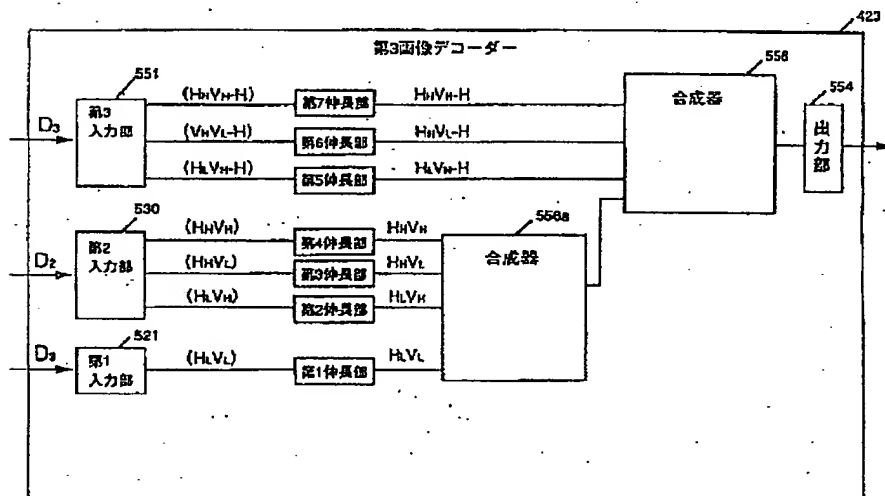 423
第3画像デコーダー
551
第3
入力部
D₃
(HHVH-H)
第7伸長部
HHVH-H
(VHVL-H)
第6伸長部
HHVL-H
(HLVH-H)
第5伸長部
HLVH-H
556
合成器
554
出力部
530
第2
入力部
D₂
(HHVH)
第4伸長部
HHVH
(HHVL)
第3伸長部
HHVL
(HLVH)
第2伸長部
HLVH
556a
合成器
521
第1
入力部
D₃
(HLVL)
第1伸長部
HLVL